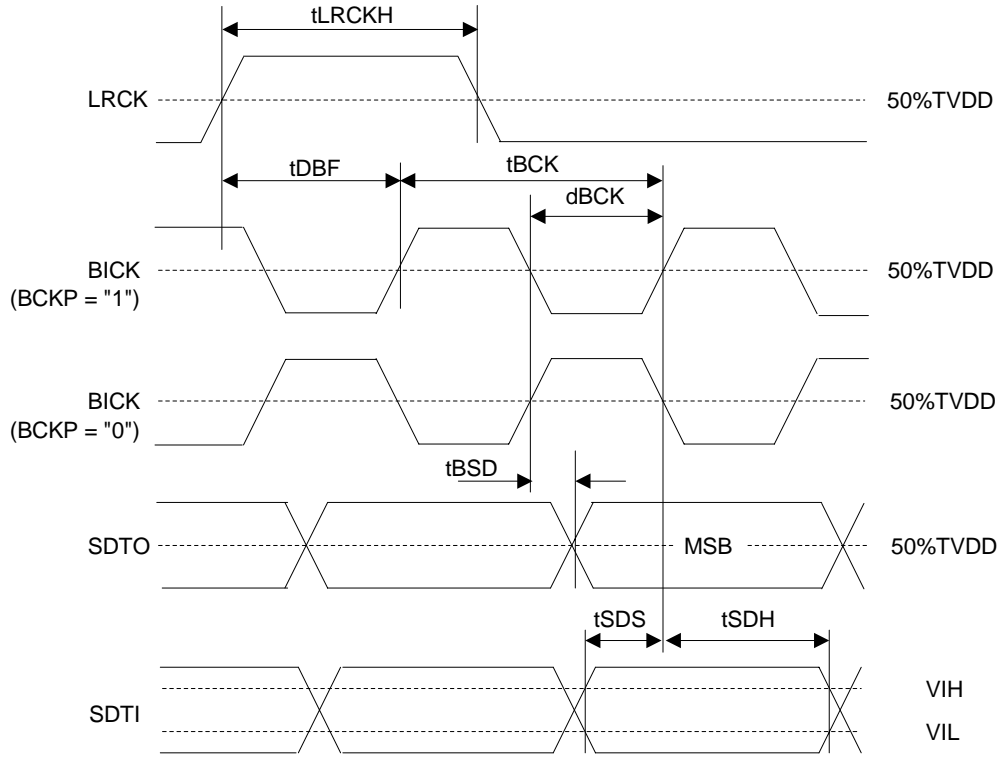 tLRCKH
LRCK
50%TVDD
tDBF
tBCK
dBCK
BICK
(BCKP = "1")
50%TVDD
BICK
(BCKP = "0")
50%TVDD
tBSD
SDTO
MSB
50%TVDD
tSDS
tSDH
SDTI
VIH
VIL